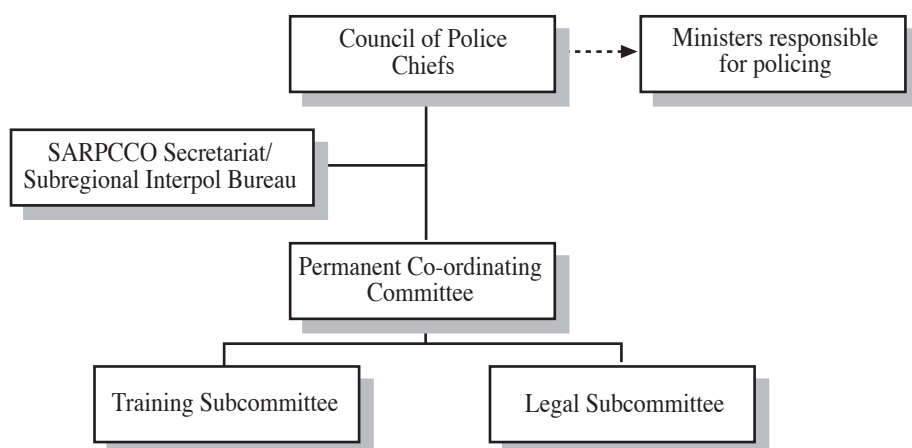 Council of Police
Chiefs
Ministers responsible
for policing
SARPCCO Secretariat/
Subregional Interpol Bureau
Permanent Co-ordinating
Committee
Training Subcommittee
Legal Subcommittee